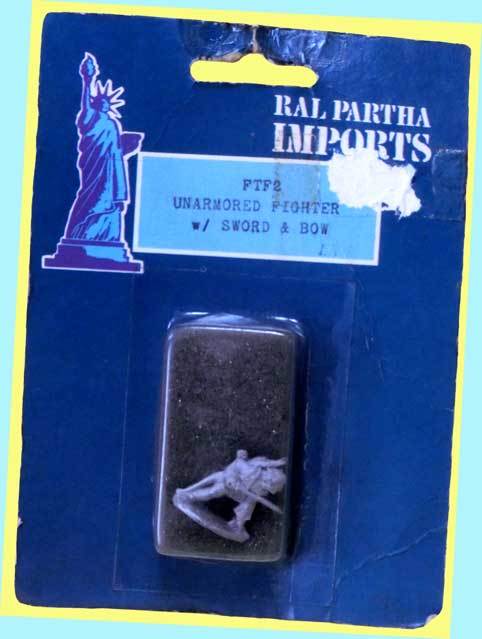 RAL PARTHA
IMPORTS
FTF2
UNARMORED FIGHTER
w/ SWORD & BOW